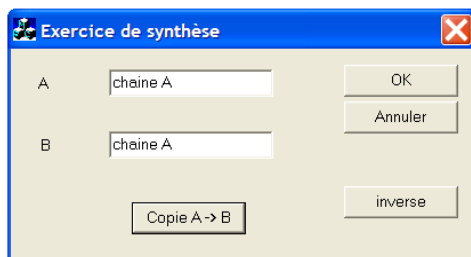 Exercice de synthèse
A chaine A OK
Annuler
B chaine A
Copie A -> B inverse